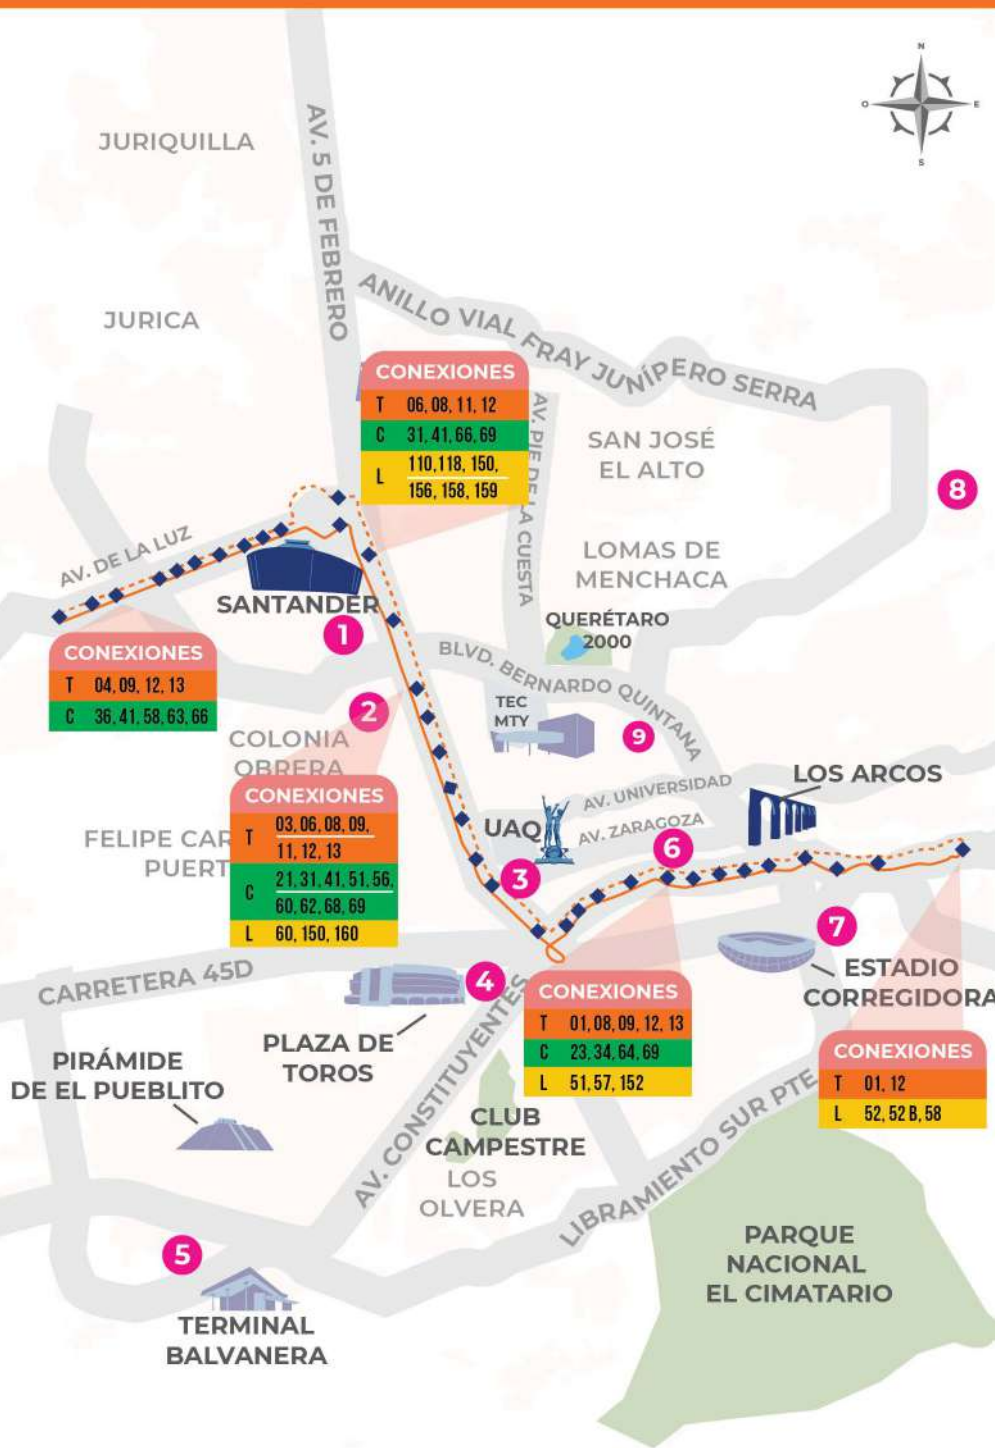 N
O
E
S
JURIQUILLA
AV. 5 DE FEBRERO
ANILLO VIAL FRAY JUNÍPERO SERRA
JURICA
CONEXIONES
T 06, 08, 11, 12
C 31, 41, 66, 69
L 110,118, 150,
156, 158, 159
AV. PIE DE LA CUESTA
SAN JOSÉ
EL ALTO
8
AV. DE LA LUZ
LOMAS DE
MENCHACA
SANTANDER
1
QUERÉTARO
2000
CONEXIONES
T 04, 09, 12, 13
C 36, 41, 58, 63, 66
BLVD. BERNARDO QUINTANA
2
TEC
MTY
9
COLONIA
OBRERA
CONEXIONES
T 03, 06, 08, 09,
11, 12, 13
C 21, 31, 41, 51, 56,
60, 62, 68, 69
L 60, 150, 160
FELIPE CAR
PUERT
LOS ARCOS
AV. UNIVERSIDAD
UAQ
AV. ZARAGOZA
6
3
7
CARRETERA 45D
4
ESTADIO
CORREGIDORA
CONEXIONES
T 01, 08, 09, 12, 13
C 23, 34, 64, 69
L 51, 57, 152
PLAZA DE
TOROS
PIRÁMIDE
DE EL PUEBLITO
AV. CONSTITUYENTES
CONEXIONES
T 01, 12
L 52, 52 B, 58
CLUB
CAMPESTRE
LOS
OLVERA
LIBRAMIENTO SUR PTE
PARQUE
NACIONAL
EL CIMATARIO
5
TERMINAL
BALVANERA